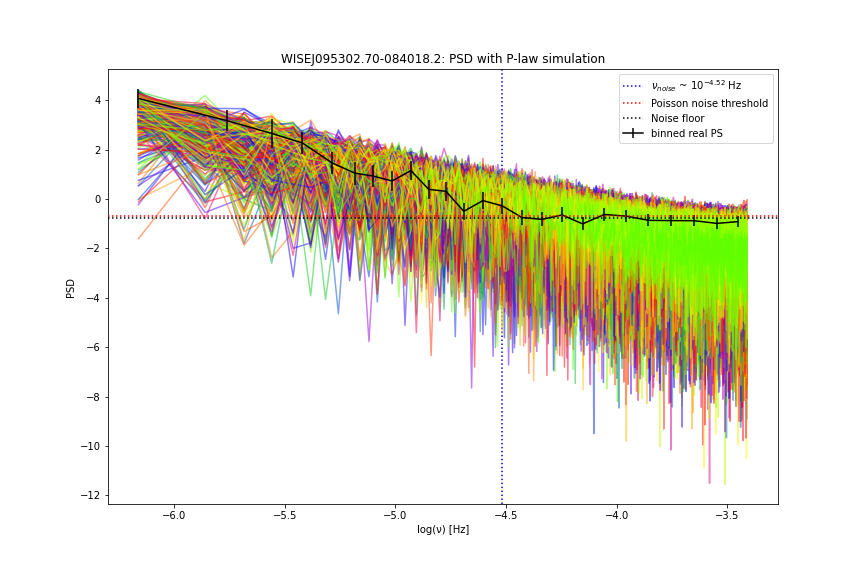 WISEJ095302.70-084018.2: PSD with P-law simulation
ν_noise ~ 10^−4.52 Hz
Poisson noise threshold
Noise floor
binned real PS
PSD
4
2
0
−2
−4
−6
−8
−10
−12
−6.0 −5.5 −5.0 −4.5 −4.0 −3.5
log(ν) [Hz]